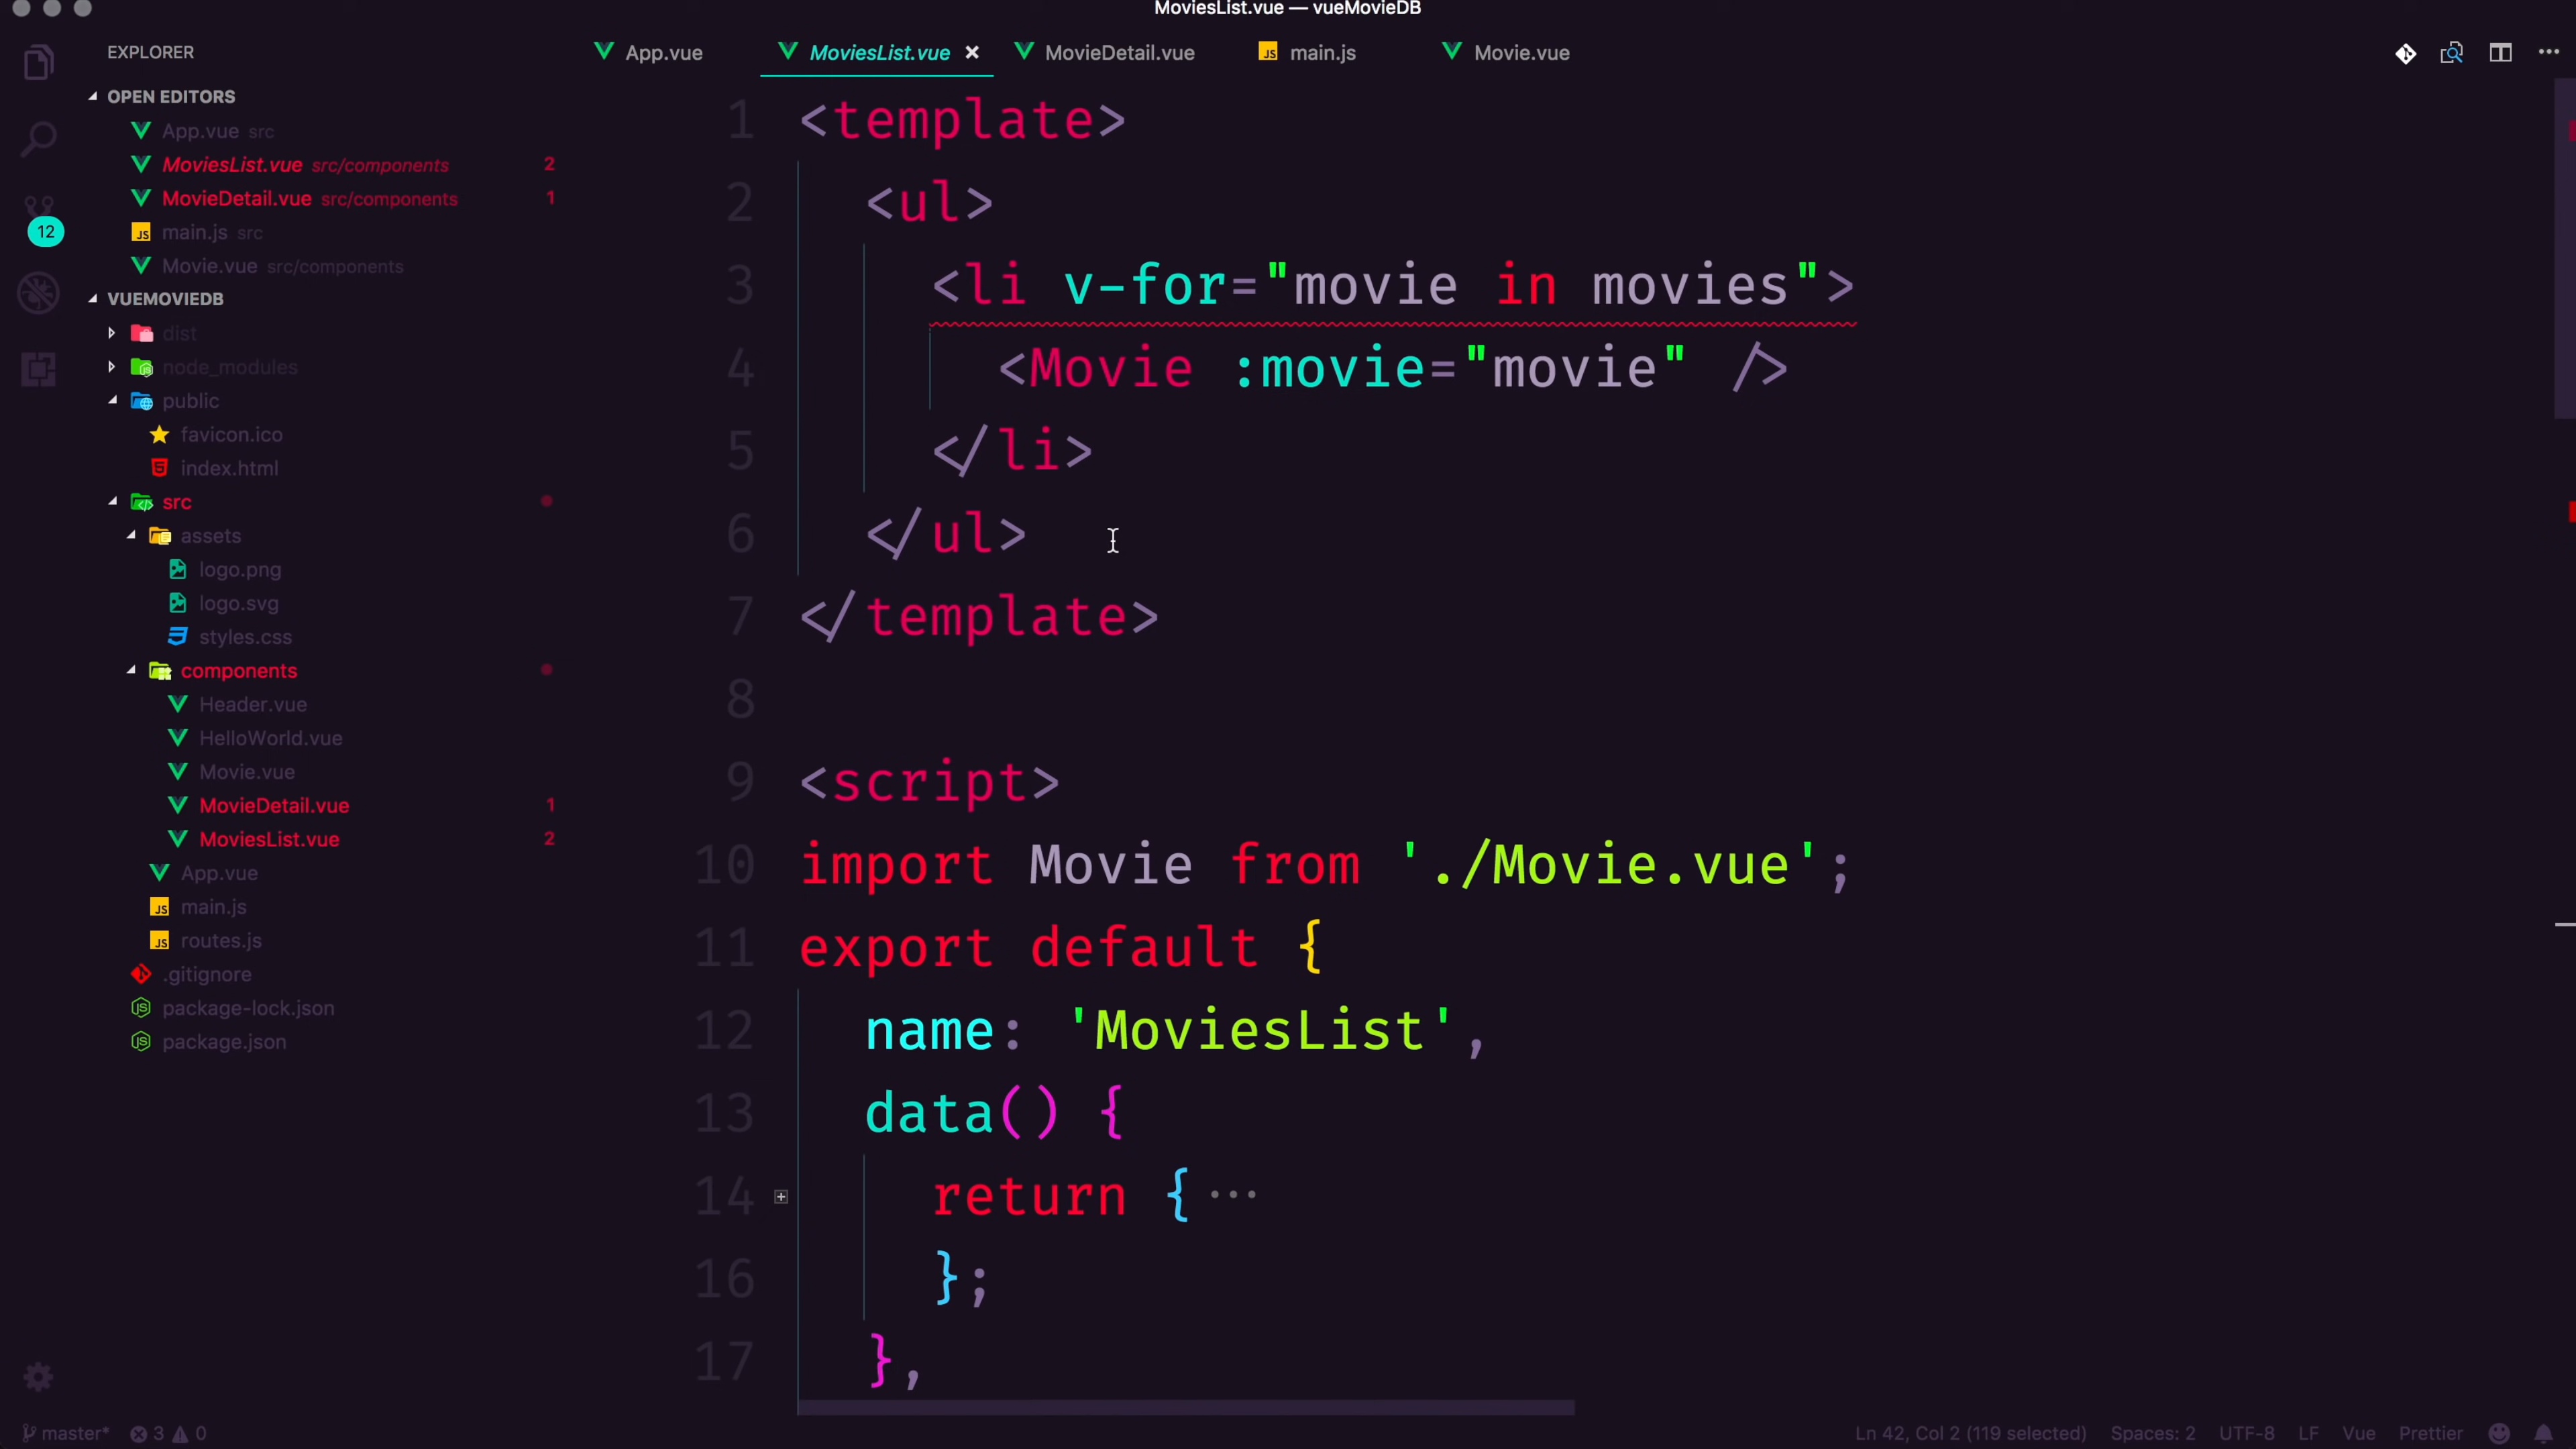 MoviesList.vue — vueMovieDB
EXPLORER
App.vue
MoviesList.vue
MovieDetail.vue
JS main.js
Movie.vue
OPEN EDITORS
App.vue src
MoviesList.vue src/components 2
MovieDetail.vue src/components 1
JS main.js src
Movie.vue src/components
12
VUEMOVIEDB
dist
node_modules
public
favicon.ico
index.html
src
assets
logo.png
logo.svg
styles.css
components
Header.vue
HelloWorld.vue
Movie.vue
MovieDetail.vue 1
MoviesList.vue 2
App.vue
JS main.js
JS routes.js
.gitignore
package-lock.json
package.json
1 <template>
2 <ul>
3 <li v-for="movie in movies">
4 <Movie :movie="movie" />
5 </li>
6 </ul>
7 </template>
8
9 <script>
10 import Movie from './Movie.vue';
11 export default {
12 name: 'MoviesList',
13 data() {
14 return { ···
16 };
17 },
master* 3 0
Ln 42, Col 2 (119 selected) Spaces: 2 UTF-8 LF Vue Prettier